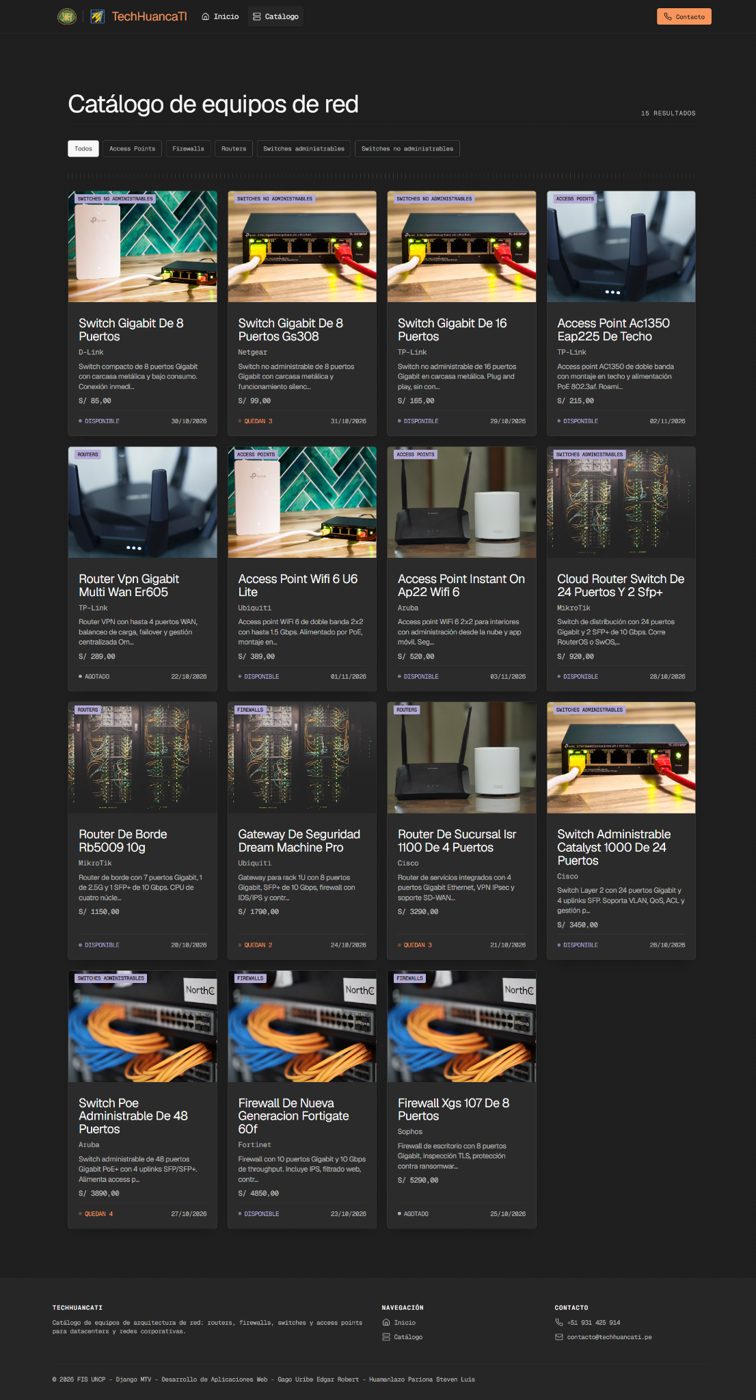 TechHuancaTI
Inicio
Catálogo
Contacto
Catálogo de equipos de red
15 RESULTADOS
Todos
Access Points
Firewalls
Routers
Switches administrables
Switches no administrables
SWITCHES NO ADMINISTRABLES
Switch Gigabit De 8
Puertos
D-Link
Switch compacto de 8 puertos Gigabit
con carcasa metálica y bajo consumo.
Conexión inmedi…
S/ 85,00
DISPONIBLE
30/10/2026
SWITCHES NO ADMINISTRABLES
Switch Gigabit De 8
Puertos Gs308
Netgear
Switch no administrable de 8 puertos
Gigabit con carcasa metálica y
funcionamiento silenc…
S/ 99,00
QUEDAN 3
31/10/2026
SWITCHES NO ADMINISTRABLES
Switch Gigabit De 16
Puertos
TP-Link
Switch no administrable de 16 puertos
Gigabit en carcasa metálica. Plug and
play, sin con…
S/ 165,00
DISPONIBLE
29/10/2026
ACCESS POINTS
Access Point Ac1350
Eap225 De Techo
TP-Link
Access point AC1350 de doble banda
con montaje en techo y alimentación
PoE 802.3af. Roami…
S/ 215,00
DISPONIBLE
02/11/2026
ROUTERS
Router Vpn Gigabit
Multi Wan Er605
TP-Link
Router VPN con hasta 4 puertos WAN,
balanceo de carga, failover y gestión
centralizada Om…
S/ 289,00
AGOTADO
22/10/2026
ACCESS POINTS
Access Point Wifi 6 U6
Lite
Ubiquiti
Access point WiFi 6 de doble banda 2x2
con hasta 1.5 Gbps. Alimentado por PoE,
montaje en…
S/ 389,00
DISPONIBLE
01/11/2026
ACCESS POINTS
Access Point Instant On
Ap22 Wifi 6
Aruba
Access point WiFi 6 2x2 para interiores
con administración desde la nube y app
móvil. Seg…
S/ 520,00
DISPONIBLE
03/11/2026
SWITCHES ADMINISTRABLES
Cloud Router Switch De
24 Puertos Y 2 Sfp+
MikroTik
Switch de distribución con 24 puertos
Gigabit y 2 SFP+ de 10 Gbps. Corre
RouterOS o SwOS,…
S/ 920,00
DISPONIBLE
28/10/2026
ROUTERS
Router De Borde
Rb5009 10g
MikroTik
Router de borde con 7 puertos Gigabit, 1
de 2.5G y 1 SFP+ de 10 Gbps. CPU de
cuatro núcle…
S/ 1150,00
DISPONIBLE
20/10/2026
FIREWALLS
Gateway De Seguridad
Dream Machine Pro
Ubiquiti
Gateway para rack 1U con 8 puertos
Gigabit, SFP+ de 10 Gbps, firewall con
IDS/IPS y contr…
S/ 1790,00
QUEDAN 2
24/10/2026
ROUTERS
Router De Sucursal Isr
1100 De 4 Puertos
Cisco
Router de servicios integrados con 4
puertos Gigabit Ethernet, VPN IPsec y
soporte SD-WAN…
S/ 3290,00
QUEDAN 3
21/10/2026
SWITCHES ADMINISTRABLES
Switch Administrable
Catalyst 1000 De 24
Puertos
Cisco
Switch Layer 2 con 24 puertos Gigabit y
4 uplinks SFP. Soporta VLAN, QoS, ACL y
gestión p…
S/ 3450,00
DISPONIBLE
26/10/2026
SWITCHES ADMINISTRABLES
NorthC
Switch Poe
Administrable De 48
Puertos
Aruba
Switch administrable de 48 puertos
Gigabit PoE+ con 4 uplinks SFP/SFP+.
Alimenta access p…
S/ 3890,00
QUEDAN 4
27/10/2026
FIREWALLS
NorthC
Firewall De Nueva
Generacion Fortigate
60f
Fortinet
Firewall con 10 puertos Gigabit y 10 Gbps
de throughput. Incluye IPS, filtrado web,
contr…
S/ 4850,00
DISPONIBLE
23/10/2026
FIREWALLS
NorthC
Firewall Xgs 107 De 8
Puertos
Sophos
Firewall de escritorio con 8 puertos
Gigabit, inspección TLS, protección
contra ransomwar…
S/ 5290,00
AGOTADO
25/10/2026
TECHHUANCATI
Catálogo de equipos de arquitectura de red: routers, firewalls, switches y access points
para datacenters y redes corporativas.
NAVEGACIÓN
Inicio
Catálogo
CONTACTO
+51 931 425 914
contacto@techhuancati.pe
© 2026 FIS UNCP - Django MTV - Desarrollo de Aplicaciones Web - Gago Uribe Edgar Robert - Huamanlazo Pariona Steven Luis